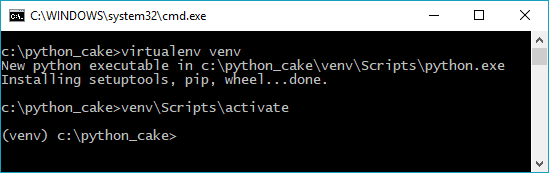 C:\WINDOWS\system32\cmd.exe
c:\python_cake>virtualenv venv
New python executable in c:\python_cake\venv\Scripts\python.exe
Installing setuptools, pip, wheel...done.
c:\python_cake>venv\Scripts\activate
(venv) c:\python_cake>